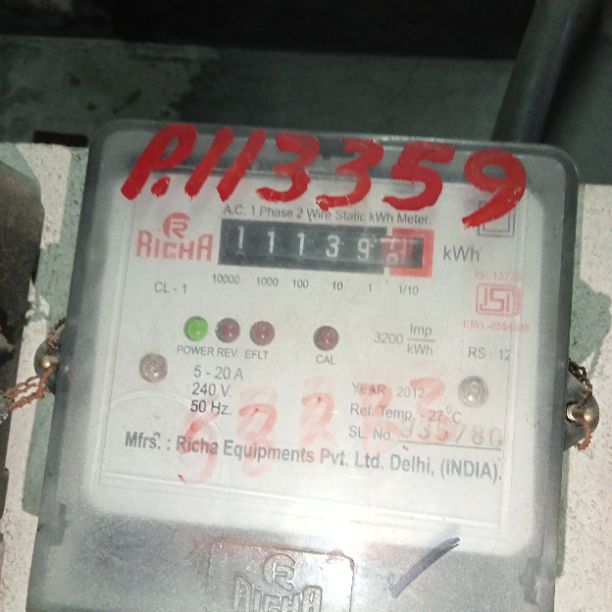 P.113359
A.C. 1 Phase 2 Wire Static kWh Meter.
RICHA
11139
kWh
CL - 1
10000 1000 100 10 1 1/10
ISI
3200 Imp/kWh
POWER REV EFLT CAL
RS : 12
5 - 20 A
240 V.
50 Hz.
YEAR 2012
Ref. Temp. - 27°C
SL. No.
Mfrs. : Richa Equipments Pvt. Ltd. Delhi, (INDIA).
RICHA